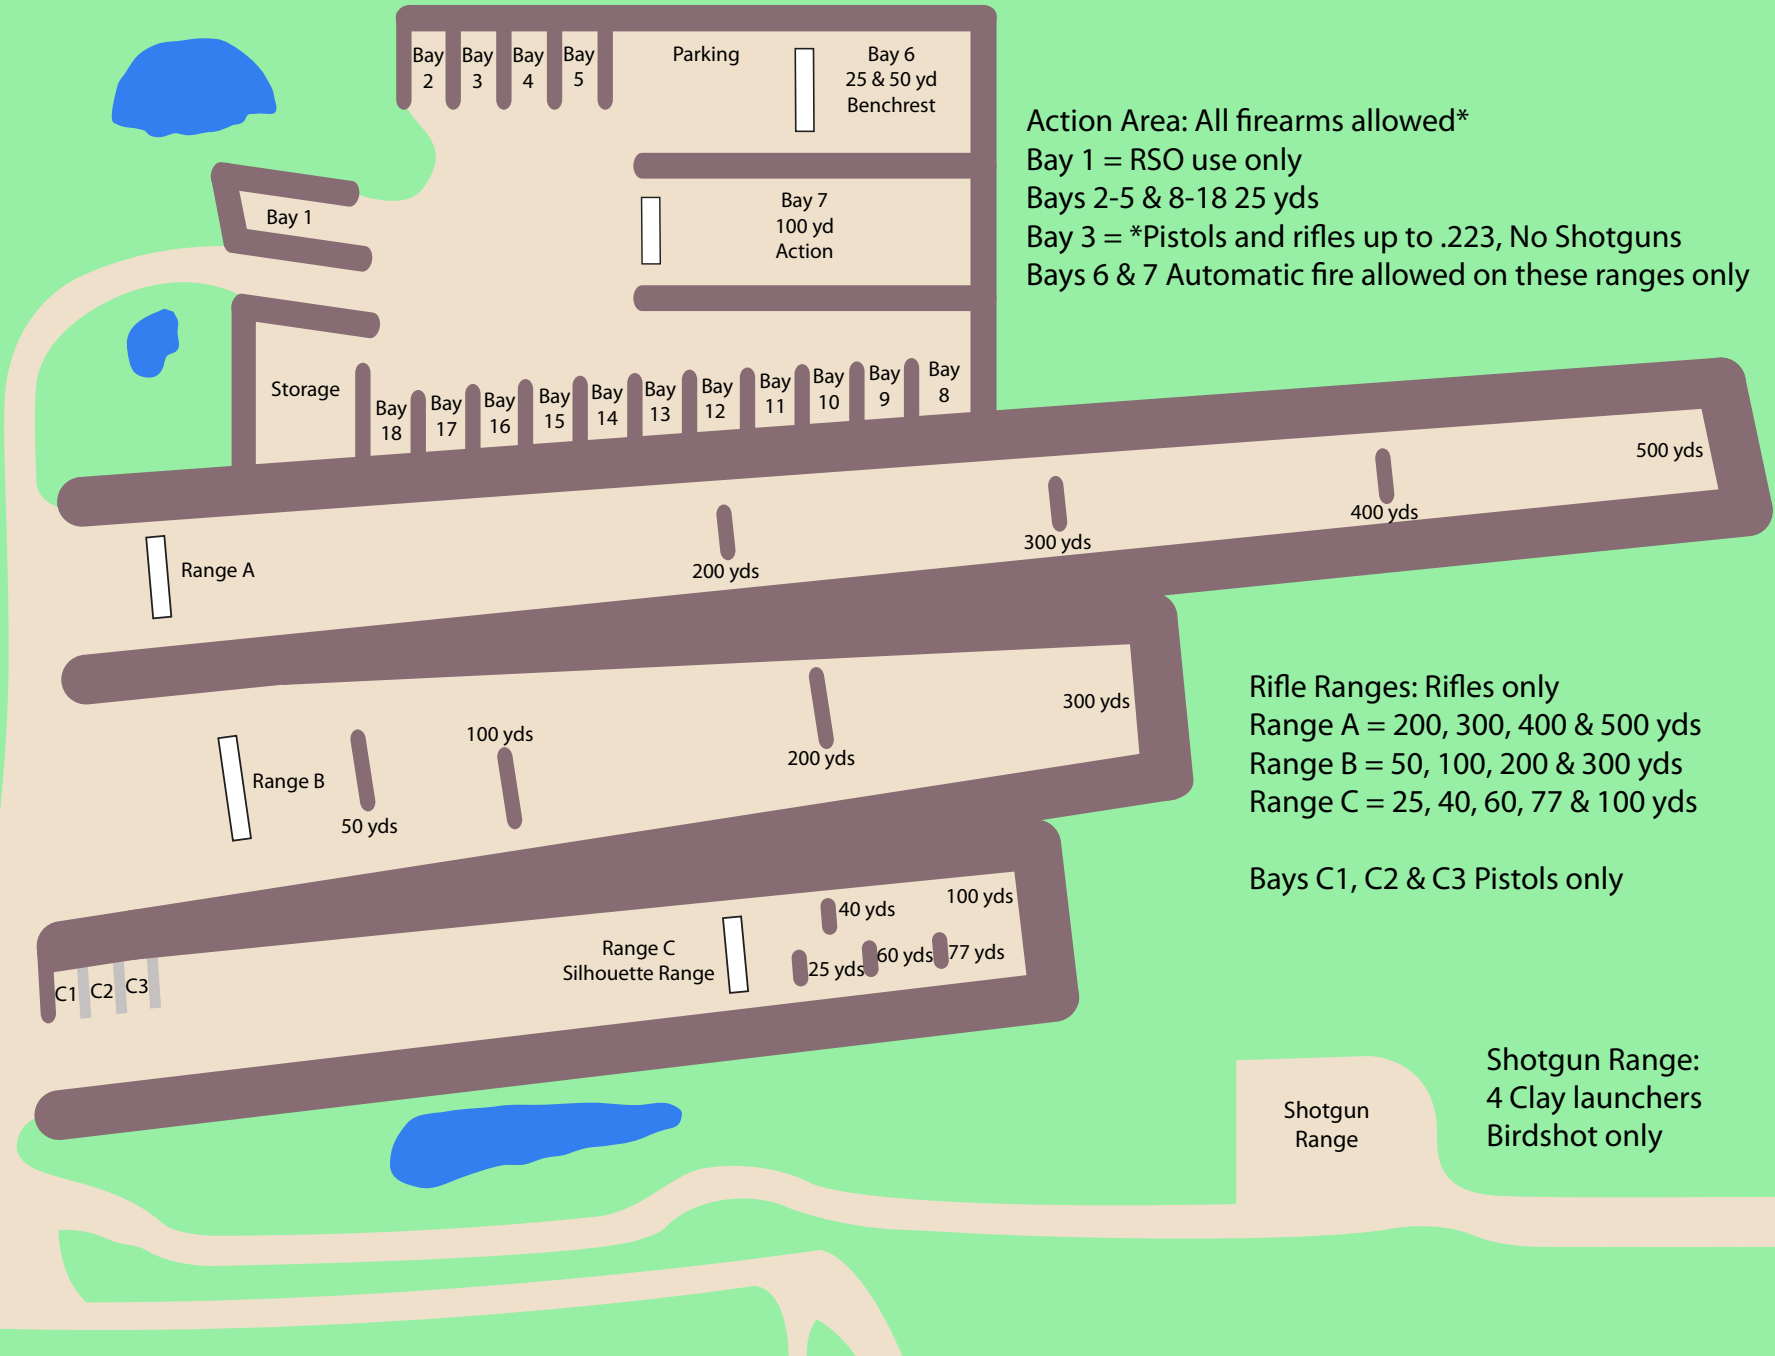 Bay
2
Bay
3
Bay
4
Bay
5
Parking
Bay 6
25 & 50 yd
Benchrest
Action Area: All firearms allowed*
Bay 1 = RSO use only
Bays 2-5 & 8-18 25 yds
Bay 3 = *Pistols and rifles up to .223, No Shotguns
Bays 6 & 7 Automatic fire allowed on these ranges only
Bay 1
Bay 7
100 yd
Action
Storage
Bay
18
Bay
17
Bay
16
Bay
15
Bay
14
Bay
13
Bay
12
Bay
11
Bay
10
Bay
9
Bay
8
Range A
200 yds
300 yds
400 yds
500 yds
Range B
50 yds
100 yds
200 yds
300 yds
Rifle Ranges: Rifles only
Range A = 200, 300, 400 & 500 yds
Range B = 50, 100, 200 & 300 yds
Range C = 25, 40, 60, 77 & 100 yds
Bays C1, C2 & C3 Pistols only
C1
C2
C3
Range C
Silhouette Range
25 yds
40 yds
60 yds
77 yds
100 yds
Shotgun
Range
Shotgun Range:
4 Clay launchers
Birdshot only